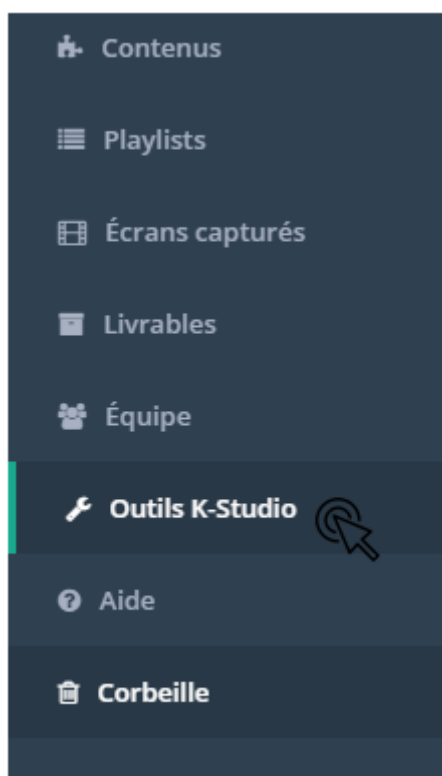 Contenus
Playlists
Écrans capturés
Livrables
Équipe
Outils K-Studio
Aide
Corbeille